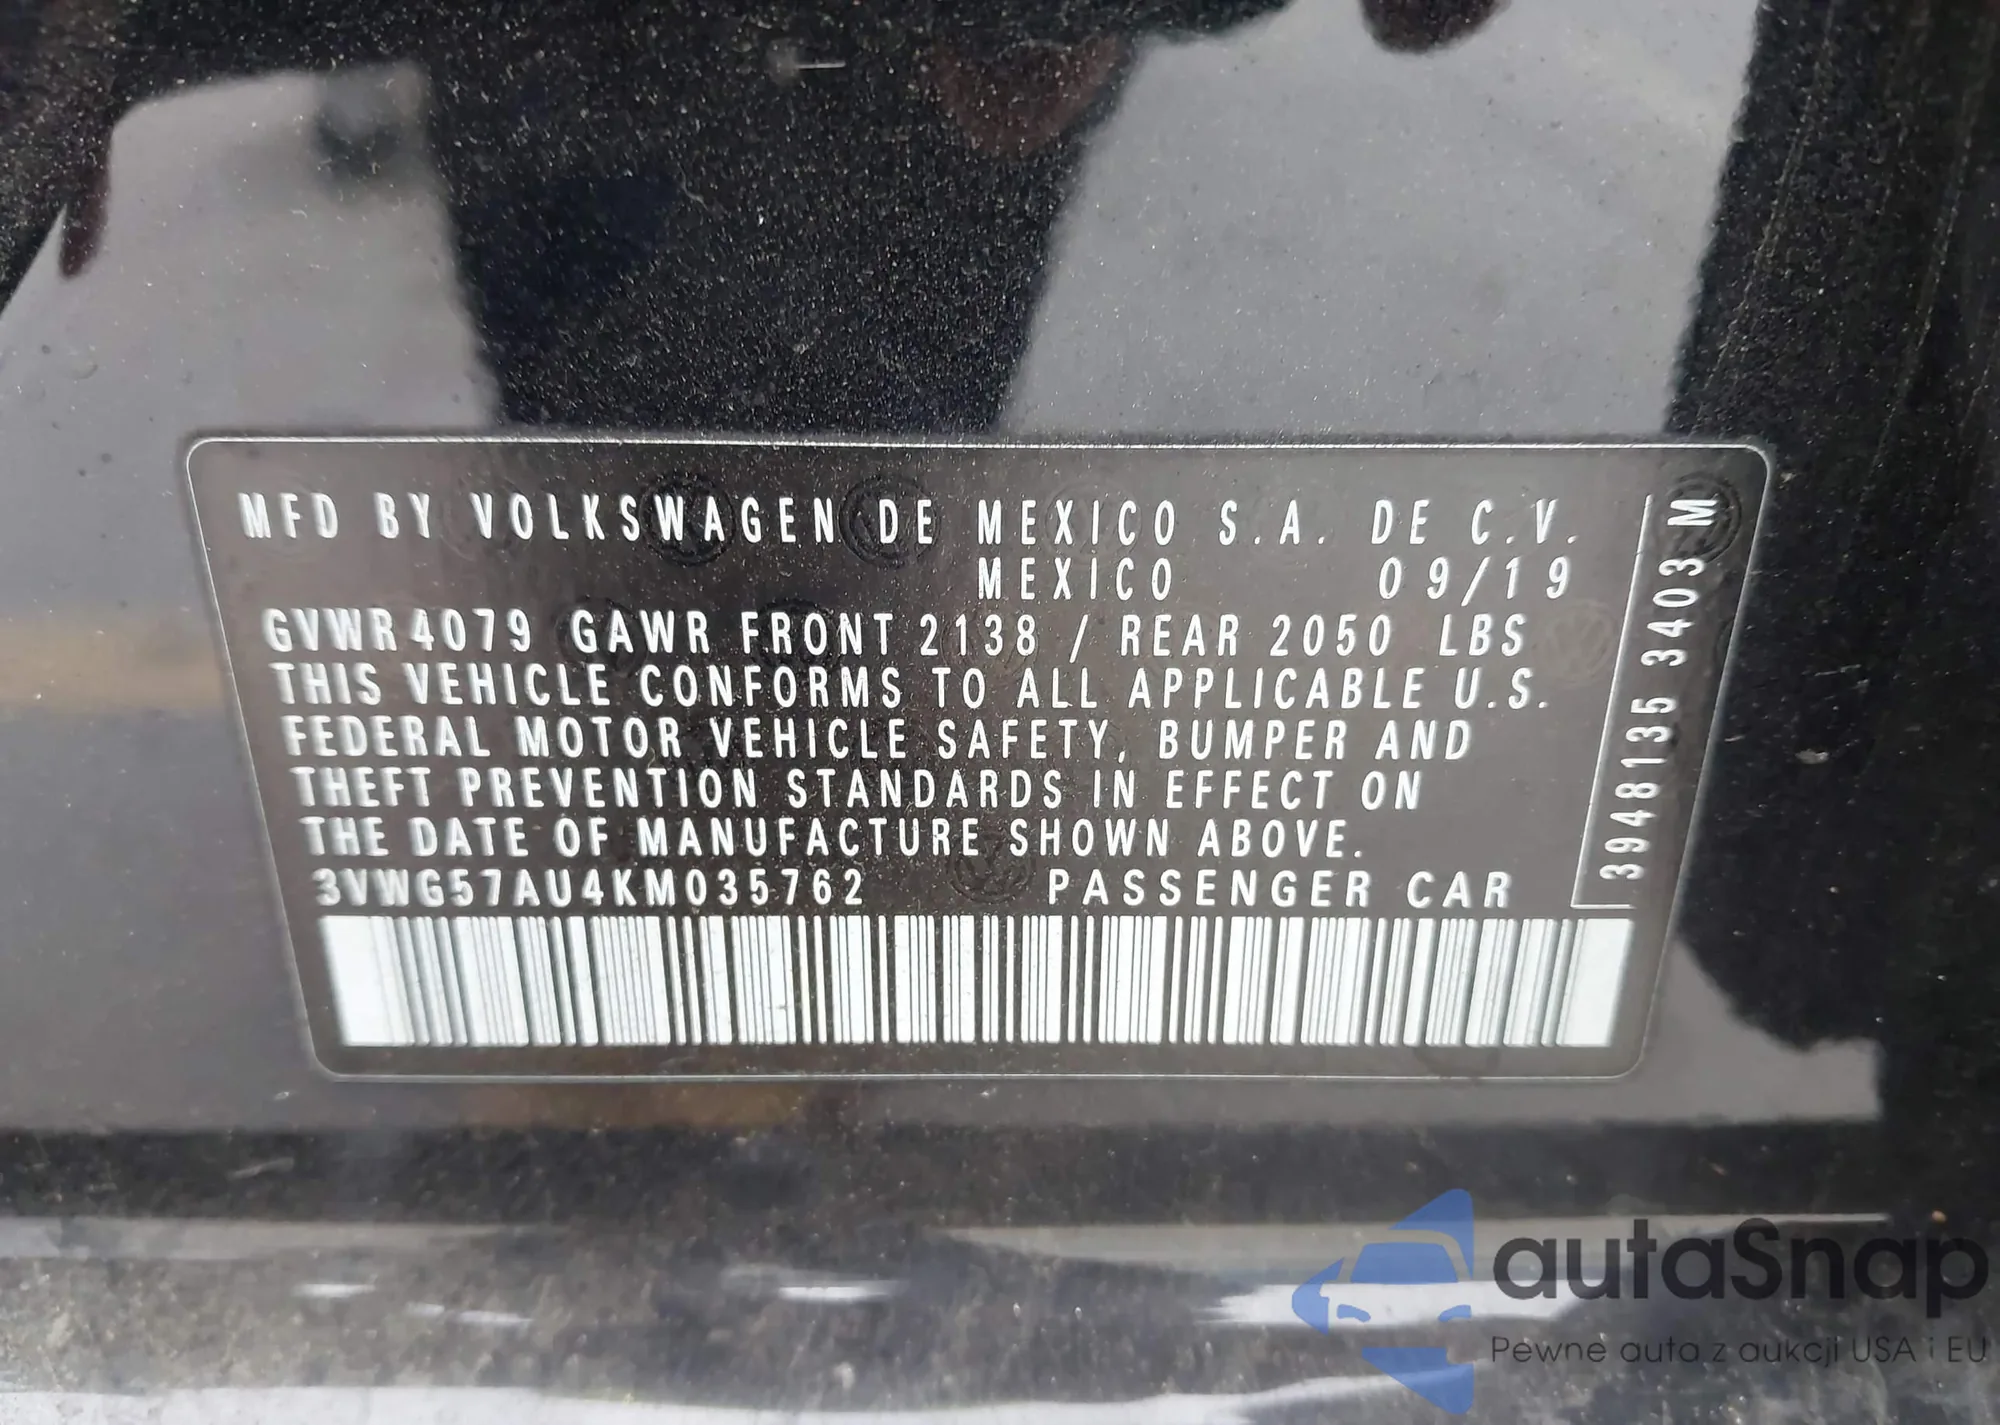 MFD BY VOLKSWAGEN DE MEXICO S.A. DE C.V.
MEXICO 09/19
GVWR 4079 GAWR FRONT 2138 / REAR 2050 LBS
THIS VEHICLE CONFORMS TO ALL APPLICABLE U.S.
FEDERAL MOTOR VEHICLE SAFETY, BUMPER AND
THEFT PREVENTION STANDARDS IN EFFECT ON
THE DATE OF MANUFACTURE SHOWN ABOVE.
3VWG57AU4KM035762 PASSENGER CAR
3948135 3403 M
autaSnap
Pewne auta z aukcji USA i EU